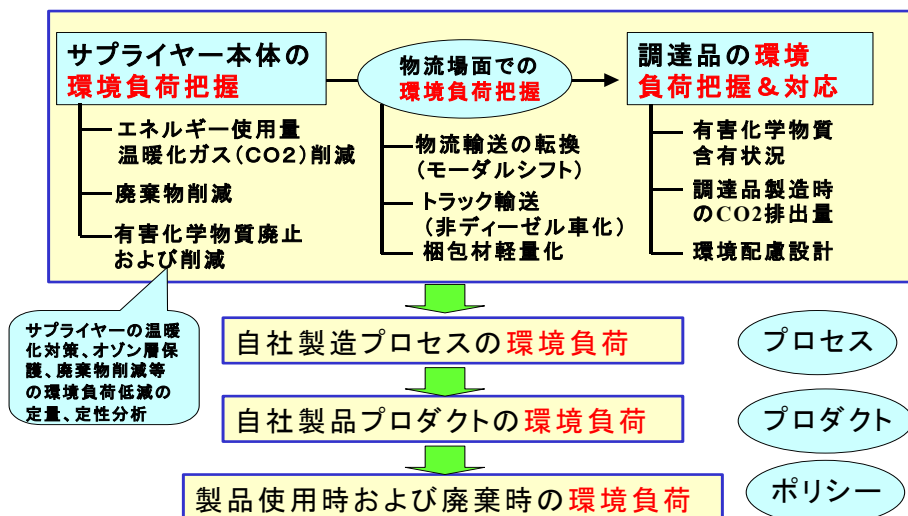 サプライヤー本体の
環境負荷把握
エネルギー使用量
温暖化ガス(CO2)削減
廃棄物削減
有害化学物質廃止
および削減
物流場面での
環境負荷把握
物流輸送の転換
(モーダルシフト)
トラック輸送
(非ディーゼル車化)
梱包材軽量化
調達品の環境
負荷把握&対応
有害化学物質
含有状況
調達品製造時
のCO2排出量
環境配慮設計
サプライヤーの温暖
化対策、オゾン層保
護、廃棄物削減等
の環境負荷低減の
定量、定性分析
自社製造プロセスの環境負荷
プロセス
自社製品プロダクトの環境負荷
プロダクト
製品使用時および廃棄時の環境負荷
ポリシー